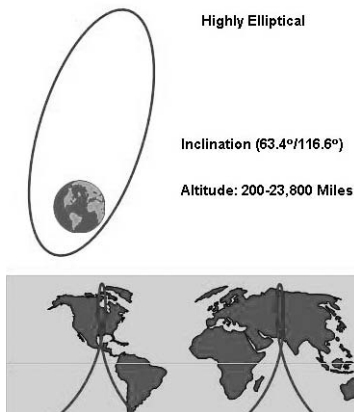 Highly Elliptical
Inclination (63.4º/116.6º)
Altitude: 200-23,800 Miles